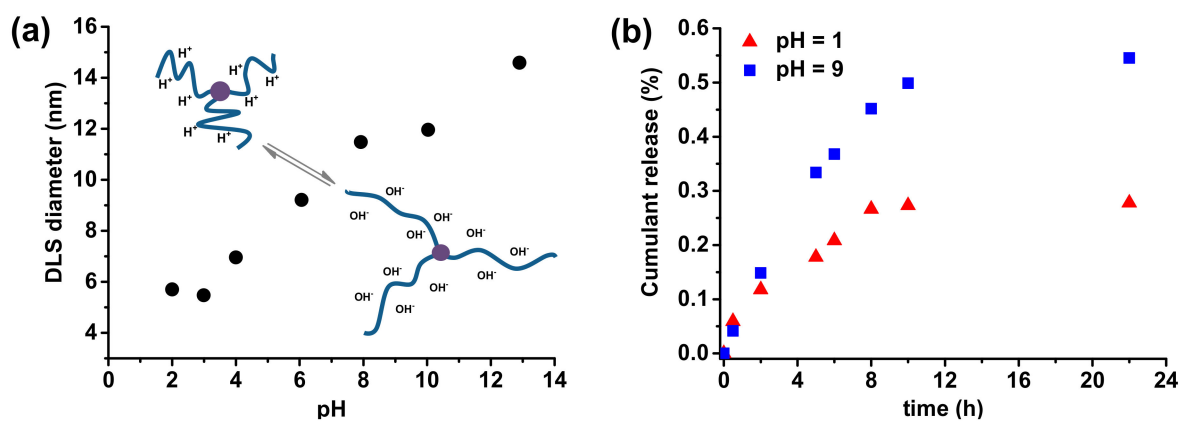 (a)
DLS diameter (nm)
16
14
12
10
8
6
4
0 2 4 6 8 10 12 14
pH
H+
H+
H+
H+
H+
H+
H+
H+
OH-
OH-
OH-
OH-
OH-
OH-
OH-
OH-
OH-
OH-
OH-
(b)
Cumulant release (%)
0.6
0.5
0.4
0.3
0.2
0.1
0.0
pH = 1
pH = 9
0 4 8 12 16 20 24
time (h)